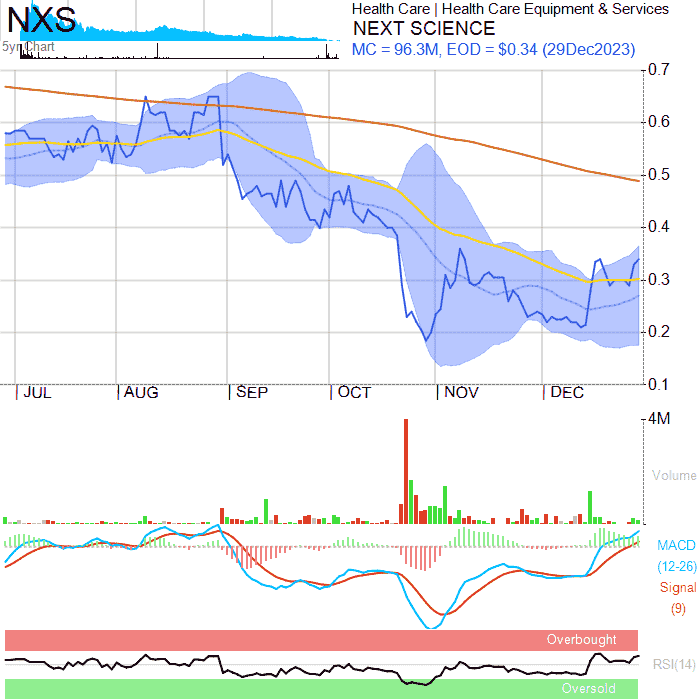 NXS
5yr Chart
Health Care | Health Care Equipment & Services
NEXT SCIENCE
MC = 96.3M, EOD = $0.34 (29Dec2023)
0.7
0.6
0.5
0.4
0.3
0.2
0.1
JUL AUG SEP OCT NOV DEC
4M
Volume
MACD
(12-26)
Signal
(9)
Overbought
RSI(14)
Oversold